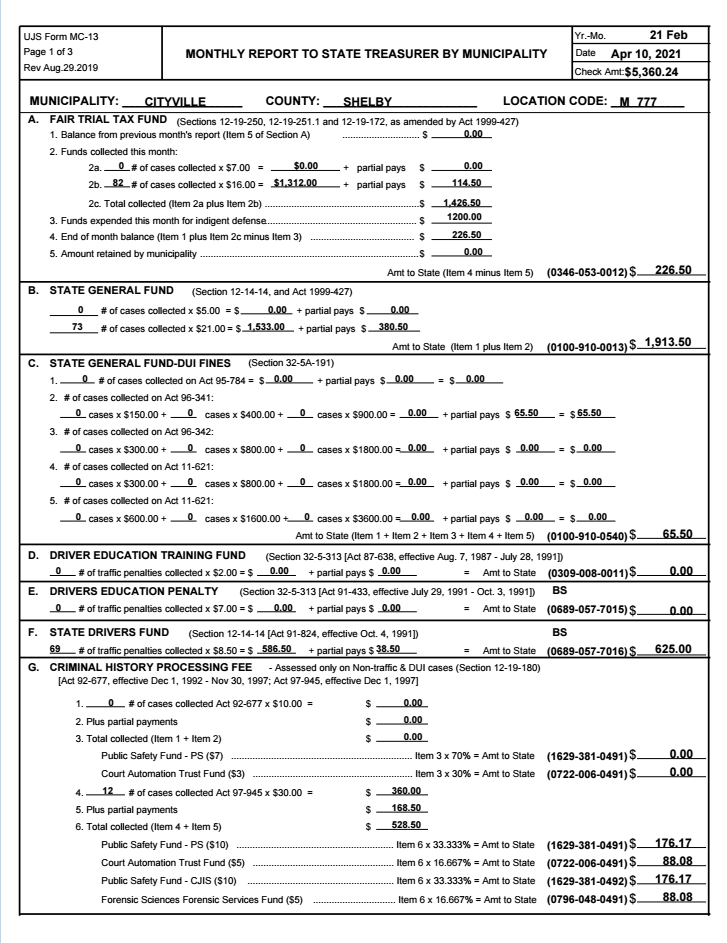 UJS Form MC-13
Page 1 of 3
Rev Aug.29.2019
MONTHLY REPORT TO STATE TREASURER BY MUNICIPALITY
Yr.-Mo. 21 Feb
Date Apr 10, 2021
Check Amt:$5,360.24
MUNICIPALITY: CITYVILLE COUNTY: SHELBY LOCATION CODE: M 777
A. FAIR TRIAL TAX FUND (Sections 12-19-250, 12-19-251.1 and 12-19-172, as amended by Act 1999-427)
1. Balance from previous month's report (Item 5 of Section A) ............................ $ 0.00
2. Funds collected this month:
2a. 0 # of cases collected x $7.00 = $0.00 + partial pays $ 0.00
2b. 82 # of cases collected x $16.00 = $1,312.00 + partial pays $ 114.50
2c. Total collected (Item 2a plus Item 2b) ........................................................ $ 1,426.50
3. Funds expended this month for indigent defense........................................................ $ 1200.00
4. End of month balance (Item 1 plus Item 2c minus Item 3) ...................................... $ 226.50
5. Amount retained by municipality ................................................................................ $ 0.00
Amt to State (Item 4 minus Item 5) (0346-053-0012) $ 226.50
B. STATE GENERAL FUND (Section 12-14-14, and Act 1999-427)
0 # of cases collected x $5.00 = $ 0.00 + partial pays $ 0.00
73 # of cases collected x $21.00 = $ 1,533.00 + partial pays $ 380.50
Amt to State (Item 1 plus Item 2) (0100-910-0013) $ 1,913.50
C. STATE GENERAL FUND-DUI FINES (Section 32-5A-191)
1. 0 # of cases collected on Act 95-784 = $ 0.00 + partial pays $ 0.00 = $ 0.00
2. # of cases collected on Act 96-341:
0 cases x $150.00 + 0 cases x $400.00 + 0 cases x $900.00 = 0.00 + partial pays $ 65.50 = $ 65.50
3. # of cases collected on Act 96-342:
0 cases x $300.00 + 0 cases x $800.00 + 0 cases x $1800.00 = 0.00 + partial pays $ 0.00 = $ 0.00
4. # of cases collected on Act 11-621:
0 cases x $300.00 + 0 cases x $800.00 + 0 cases x $1800.00 = 0.00 + partial pays $ 0.00 = $ 0.00
5. # of cases collected on Act 11-621:
0 cases x $600.00 + 0 cases x $1600.00 + 0 cases x $3600.00 = 0.00 + partial pays $ 0.00 = $ 0.00
Amt to State (Item 1 + Item 2 + Item 3 + Item 4 + Item 5) (0100-910-0540) $ 65.50
D. DRIVER EDUCATION TRAINING FUND (Section 32-5-313 [Act 87-638, effective Aug. 7, 1987 - July 28, 1991])
0 # of traffic penalties collected x $2.00 = $ 0.00 + partial pays $ 0.00 = Amt to State (0309-008-0011) $ 0.00
E. DRIVERS EDUCATION PENALTY (Section 32-5-313 [Act 91-433, effective July 29, 1991 - Oct. 3, 1991]) BS
0 # of traffic penalties collected x $7.00 = $ 0.00 + partial pays $ 0.00 = Amt to State (0689-057-7015) $ 0.00
F. STATE DRIVERS FUND (Section 12-14-14 [Act 91-824, effective Oct. 4, 1991]) BS
69 # of traffic penalties collected x $8.50 = $ 586.50 + partial pays $ 38.50 = Amt to State (0689-057-7016) $ 625.00
G. CRIMINAL HISTORY PROCESSING FEE - Assessed only on Non-traffic & DUI cases (Section 12-19-180)
[Act 92-677, effective Dec 1, 1992 - Nov 30, 1997; Act 97-945, effective Dec 1, 1997]
1. 0 # of cases collected Act 92-677 x $10.00 = $ 0.00
2. Plus partial payments $ 0.00
3. Total collected (Item 1 + Item 2) $ 0.00
Public Safety Fund - PS ($7) ................................................................ Item 3 x 70% = Amt to State (1629-381-0491) $ 0.00
Court Automation Trust Fund ($3) ........................................................ Item 3 x 30% = Amt to State (0722-006-0491) $ 0.00
4. 12 # of cases collected Act 97-945 x $30.00 = $ 360.00
5. Plus partial payments $ 168.50
6. Total collected (Item 4 + Item 5) $ 528.50
Public Safety Fund - PS ($10) ........................................................ Item 6 x 33.333% = Amt to State (1629-381-0491) $ 176.17
Court Automation Trust Fund ($5) .................................................. Item 6 x 16.667% = Amt to State (0722-006-0491) $ 88.08
Public Safety Fund - CJIS ($10) ...................................................... Item 6 x 33.333% = Amt to State (1629-381-0492) $ 176.17
Forensic Sciences Forensic Services Fund ($5) ............................ Item 6 x 16.667% = Amt to State (0796-048-0491) $ 88.08